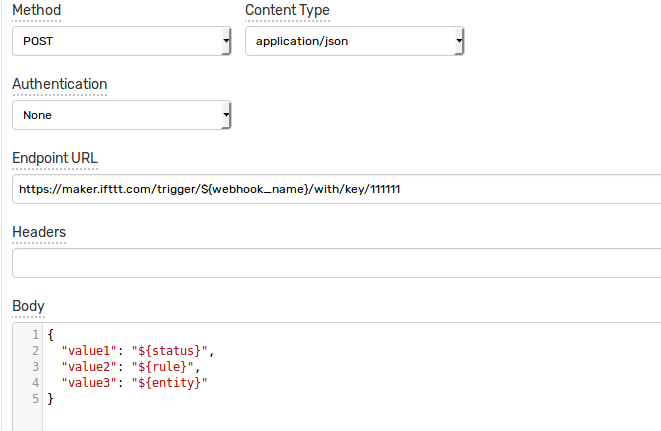 Method Content Type
POST application/json
Authentication
None
Endpoint URL
https://maker.ifttt.com/trigger/${webhook_name}/with/key/111111
Headers
Body
1 {
2 "value1": "${status}",
3 "value2": "${rule}",
4 "value3": "${entity}"
5 }